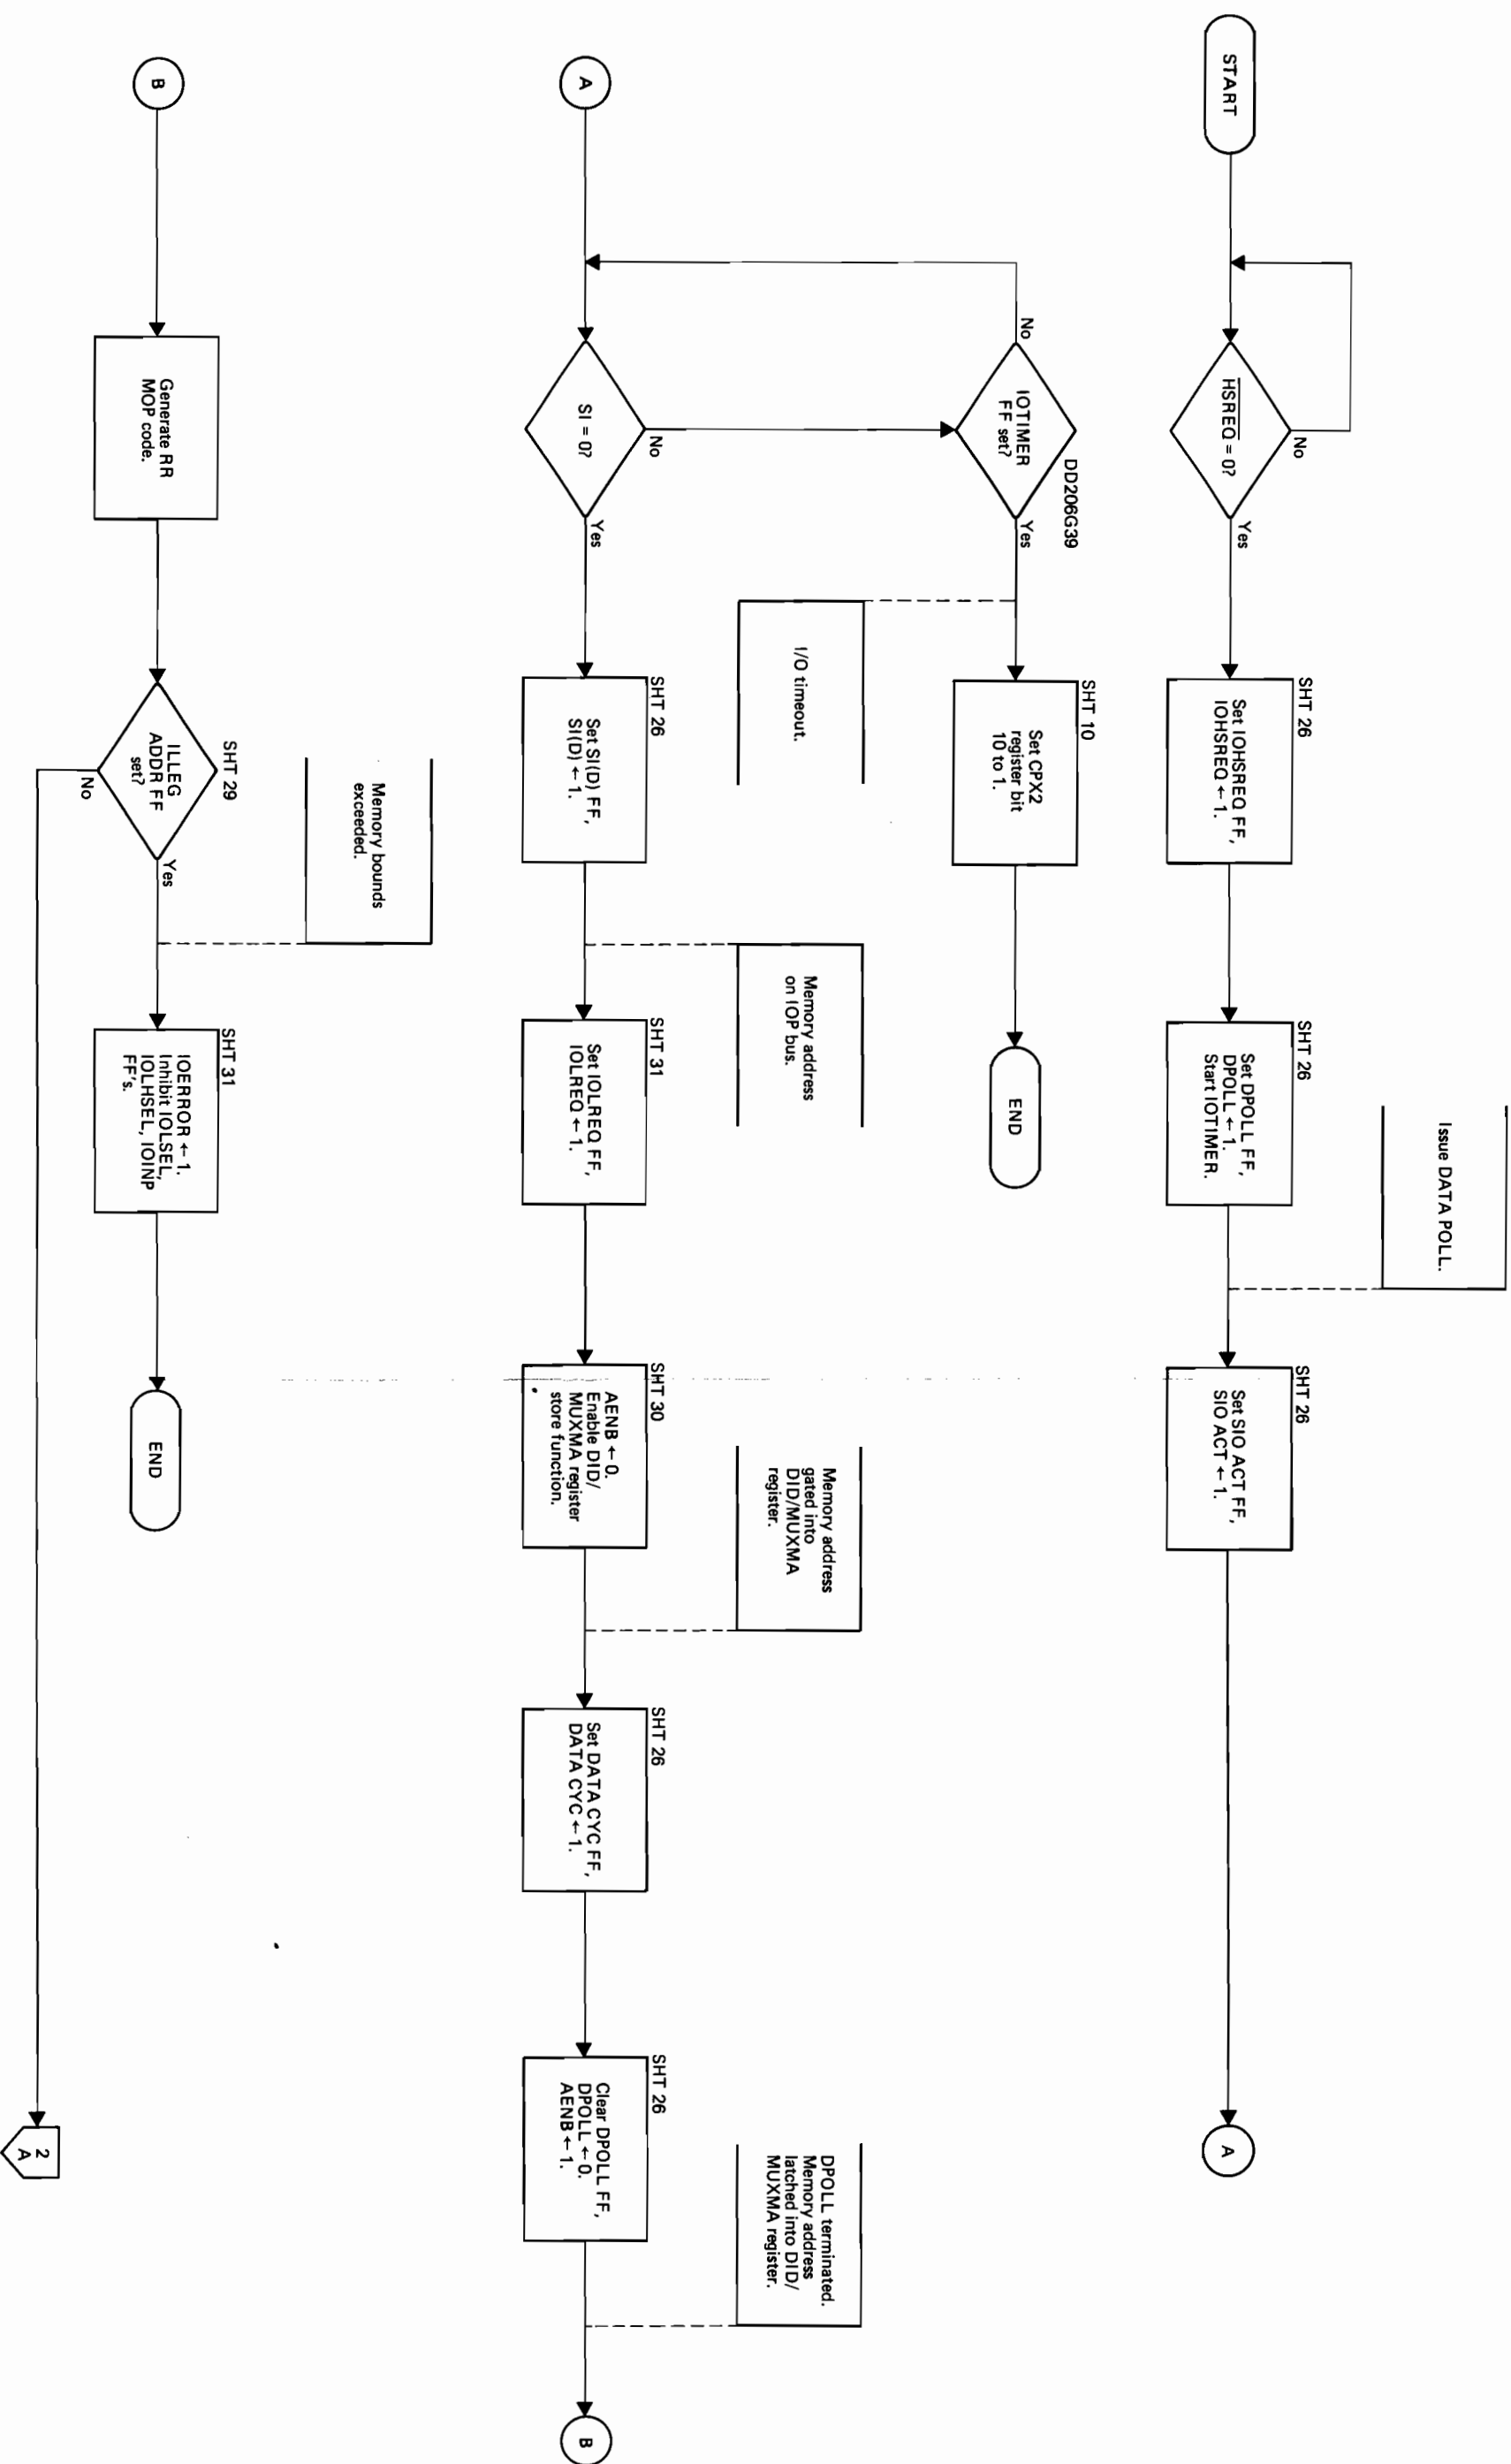 START
HSREQ = 0?
No
Yes
SHT 26
Set IOHSREQ FF,
IOHSREQ ← 1.
SHT 26
Set DPOLL FF,
DPOLL ← 1.
Start IOTIMER.
Issue DATA POLL.
SHT 26
Set SIO ACT FF,
SIO ACT ← 1.
A
DD206G39
IOTIMER
FF set?
No
Yes
I/O timeout.
SHT 10
Set CPX2
register bit
10 to 1.
END
A
SI = 0?
No
Yes
SHT 26
Set SI(D) FF,
SI(D) ← 1.
Memory address
on IOP bus.
SHT 31
Set IOLREQ FF,
IOLREQ ← 1.
SHT 30
AENB ← 0.
Enable DID/
MUXMA register
store function.
Memory address
gated into
DID/MUXMA
register.
SHT 26
Set DATA CYC FF,
DATA CYC ← 1.
SHT 26
Clear DPOLL FF,
DPOLL ← 0.
AENB ← 1.
DPOLL terminated.
Memory address
latched into DID/
MUXMA register.
B
B
Generate RR
MOP code.
SHT 29
ILLEG
ADDR FF
set?
No
Yes
Memory bounds
exceeded.
SHT 31
IOERROR ← 1.
Inhibit IOLSEL,
IOLHSEL, IOINP
FF's.
END
2
A